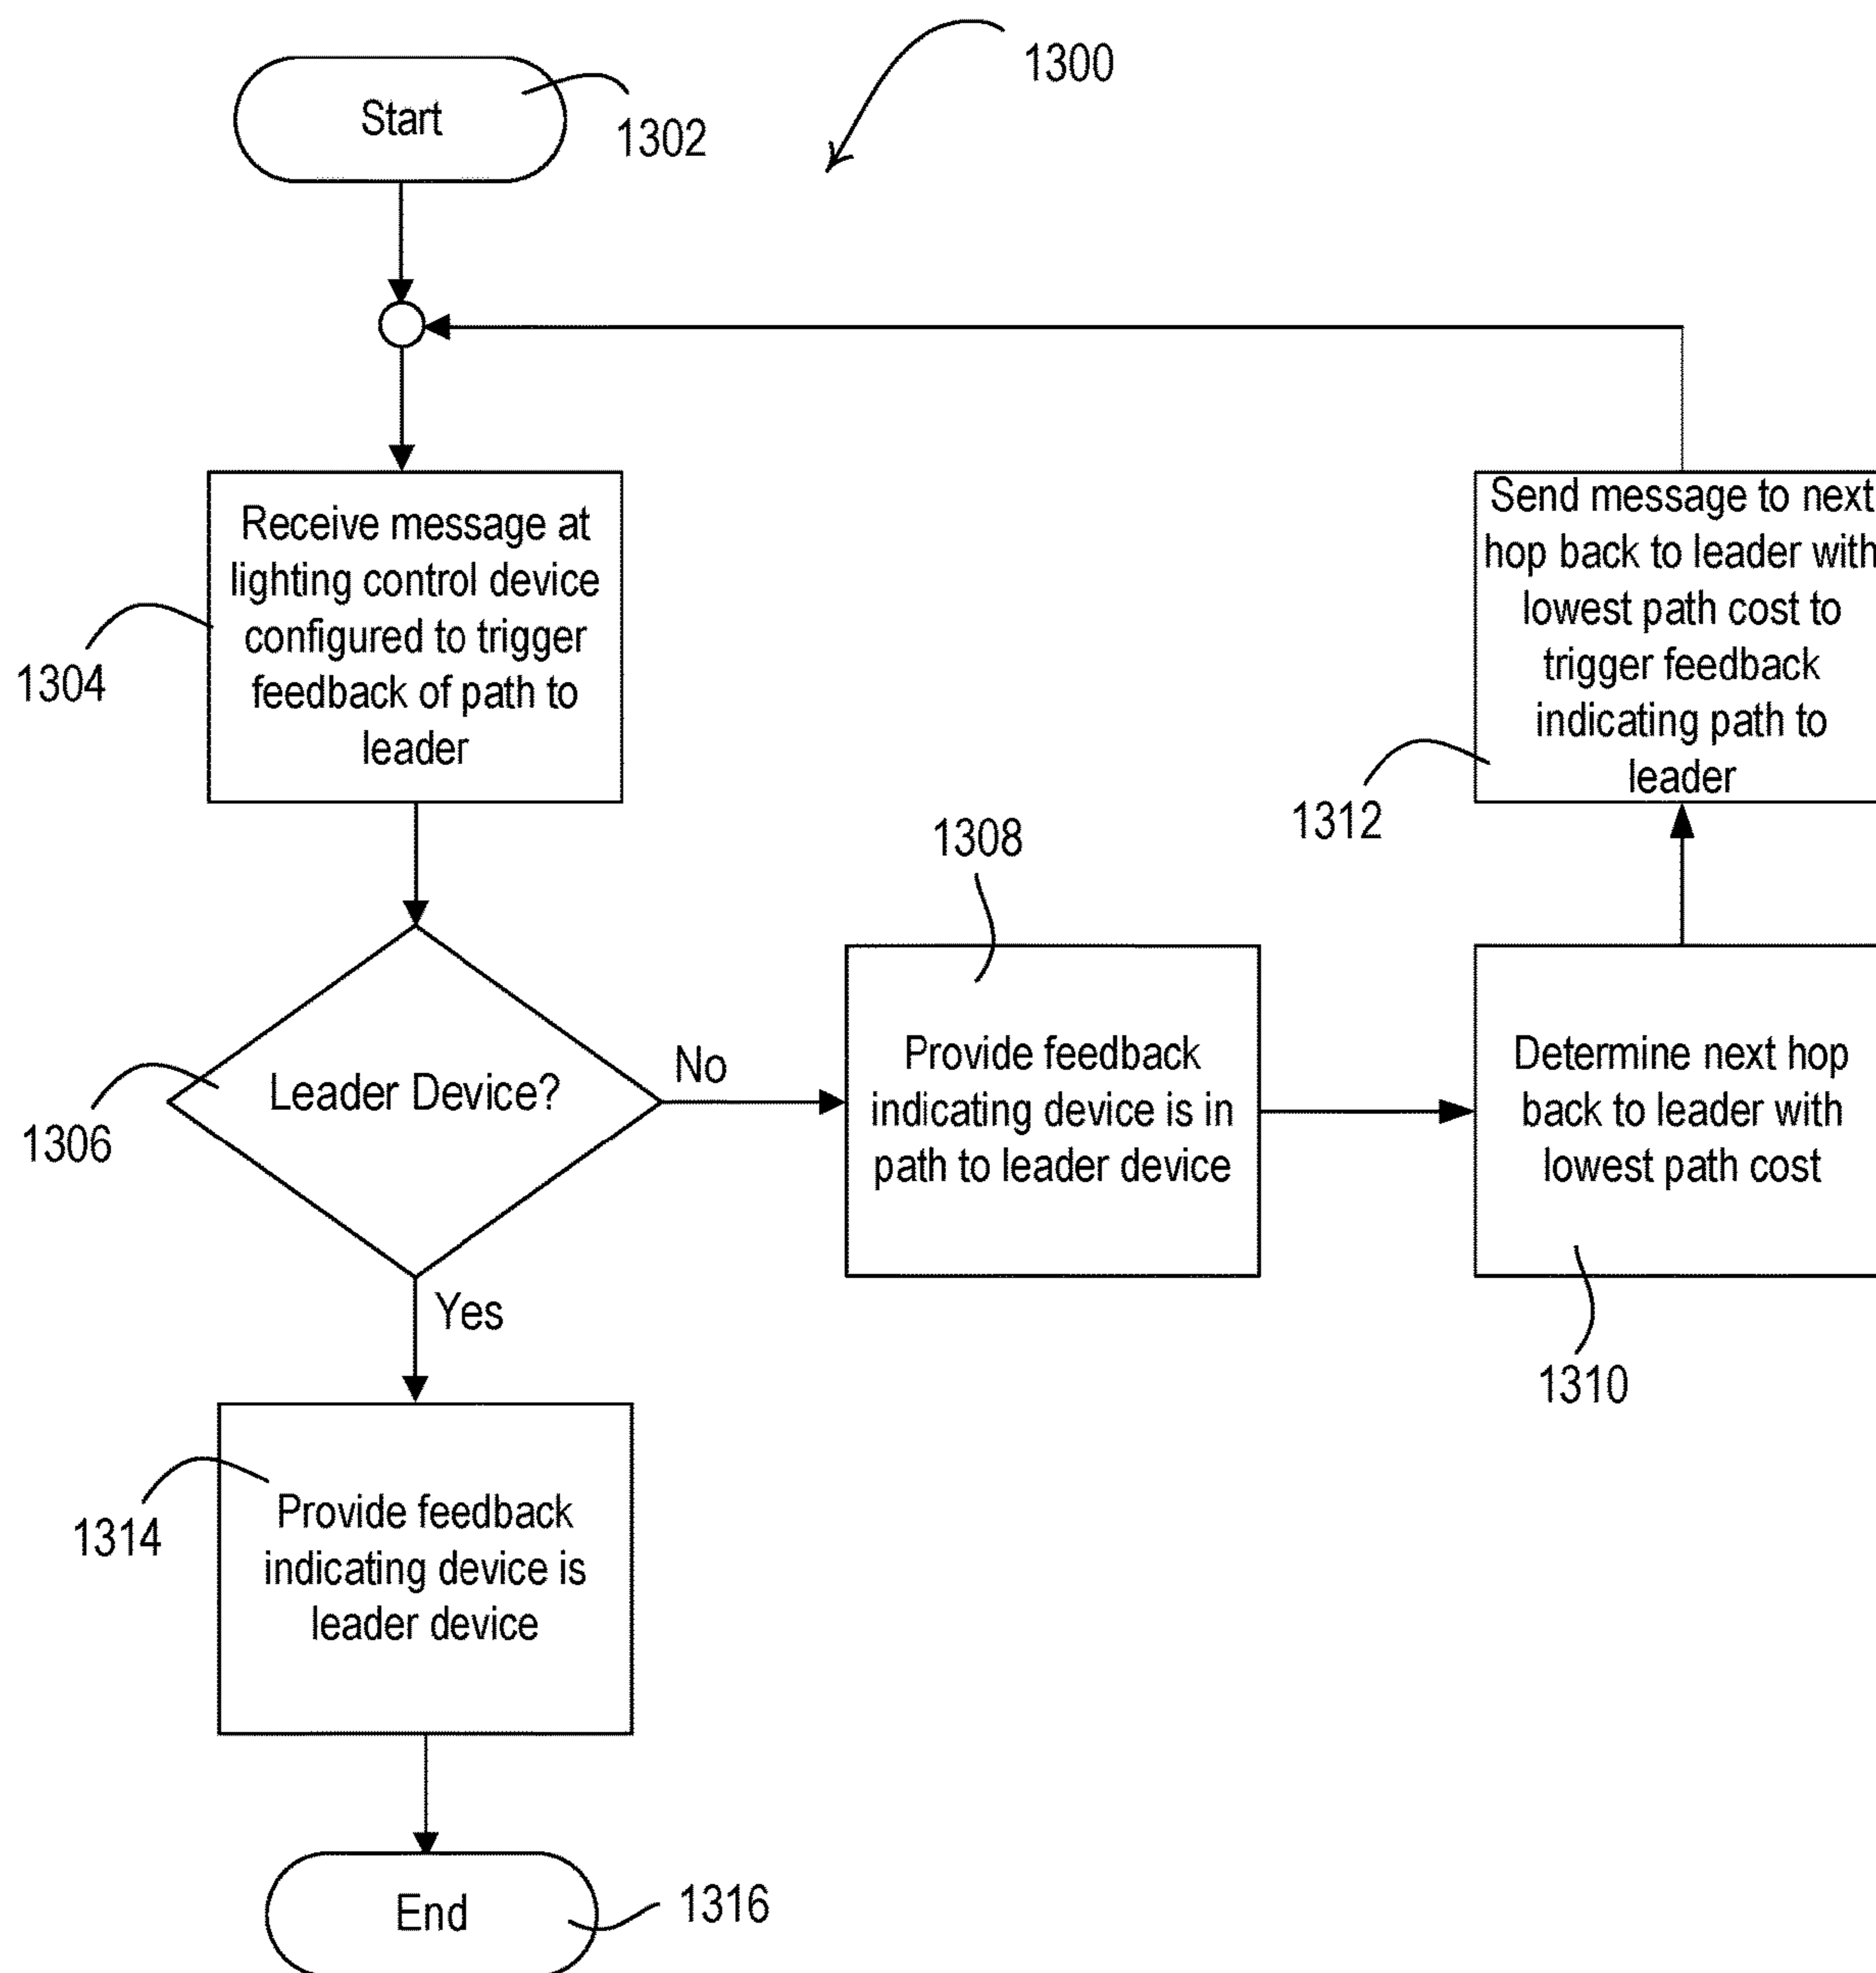 1300
Start
1302
Receive message at
lighting control device
configured to trigger
feedback of path to
leader
1304
Send message to next
hop back to leader with
lowest path cost to
trigger feedback
indicating path to
leader
1312
1308
Leader Device?
No
Yes
1306
Provide feedback
indicating device is in
path to leader device
Determine next hop
back to leader with
lowest path cost
1310
Provide feedback
indicating device is
leader device
1314
End
1316